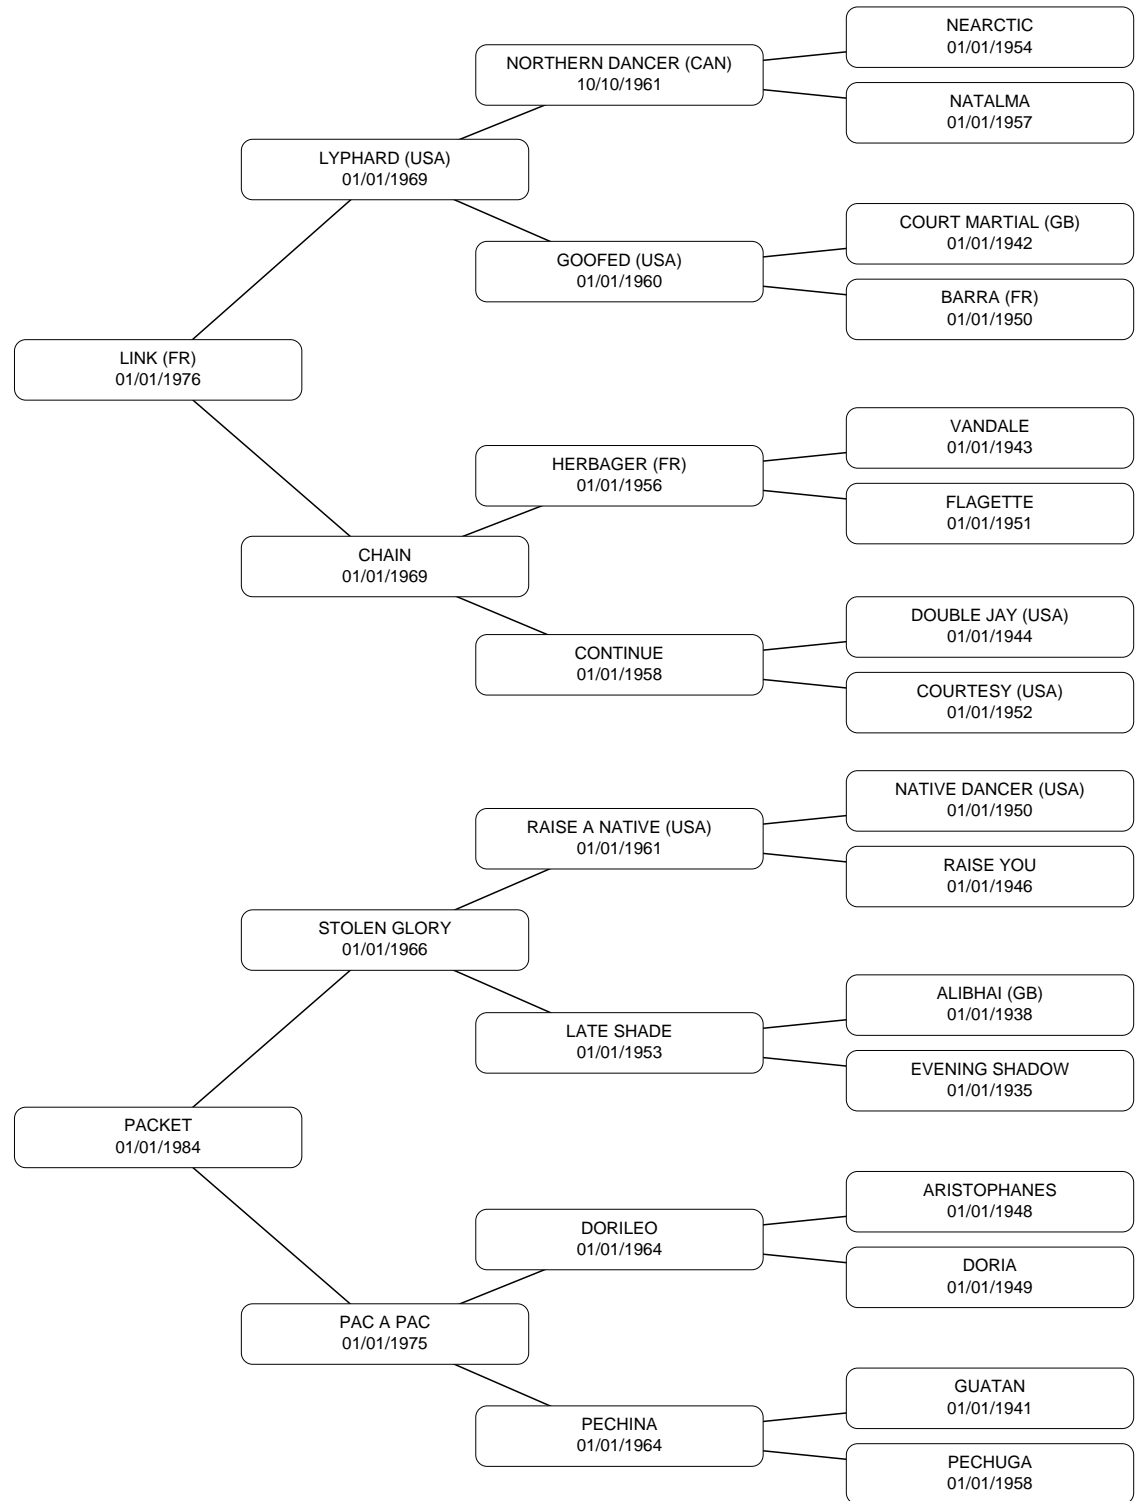 NEARCTIC
01/01/1954
NORTHERN DANCER (CAN)
10/10/1961
NATALMA
01/01/1957
LYPHARD (USA)
01/01/1969
COURT MARTIAL (GB)
01/01/1942
GOOFED (USA)
01/01/1960
BARRA (FR)
01/01/1950
LINK (FR)
01/01/1976
VANDALE
01/01/1943
HERBAGER (FR)
01/01/1956
FLAGETTE
01/01/1951
CHAIN
01/01/1969
DOUBLE JAY (USA)
01/01/1944
CONTINUE
01/01/1958
COURTESY (USA)
01/01/1952
NATIVE DANCER (USA)
01/01/1950
RAISE A NATIVE (USA)
01/01/1961
RAISE YOU
01/01/1946
STOLEN GLORY
01/01/1966
ALIBHAI (GB)
01/01/1938
LATE SHADE
01/01/1953
EVENING SHADOW
01/01/1935
PACKET
01/01/1984
ARISTOPHANES
01/01/1948
DORILEO
01/01/1964
DORIA
01/01/1949
PAC A PAC
01/01/1975
GUATAN
01/01/1941
PECHINA
01/01/1964
PECHUGA
01/01/1958